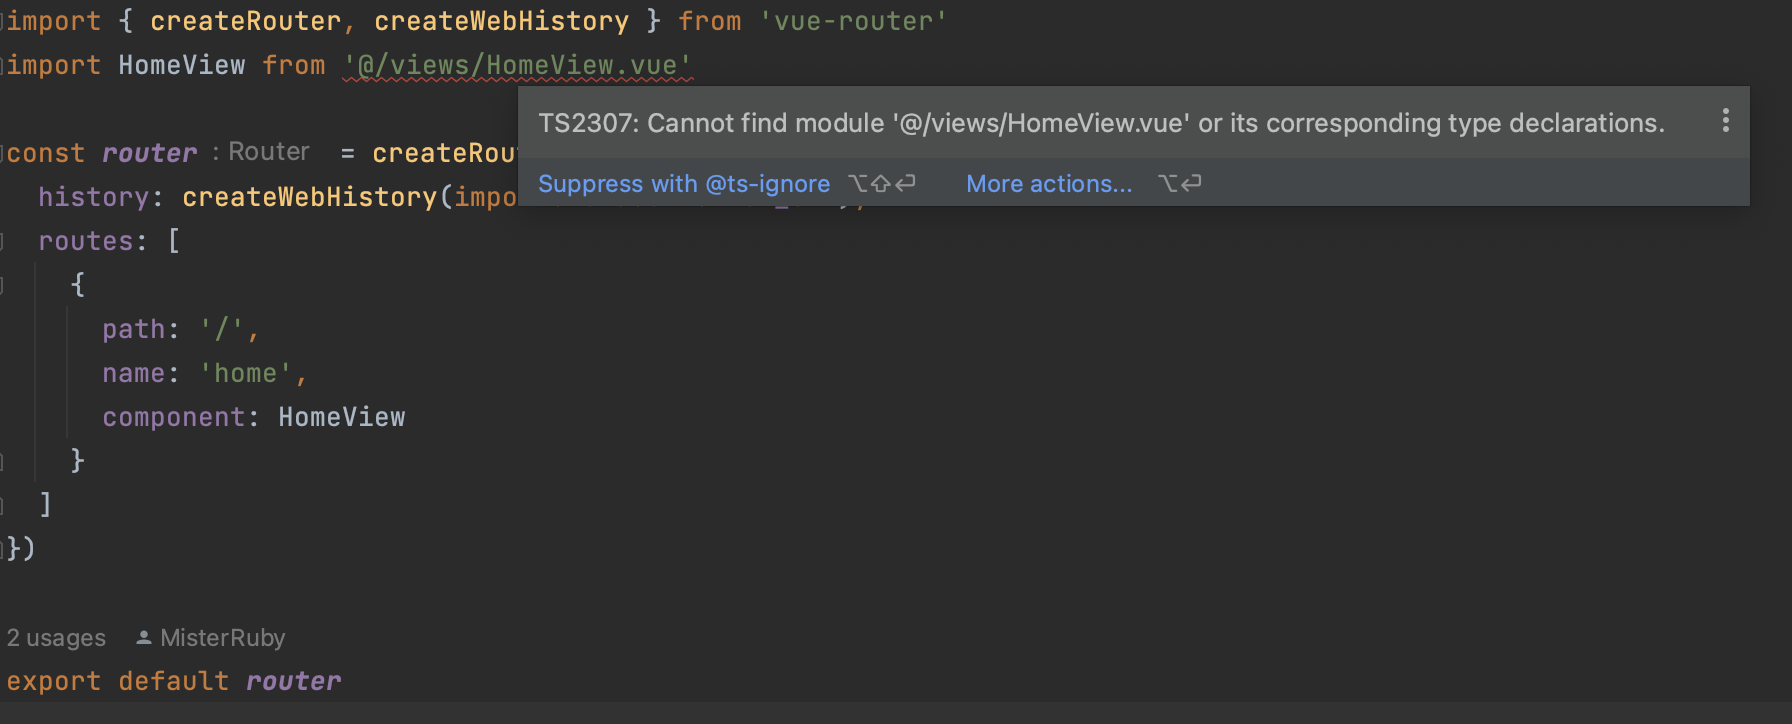 import { createRouter, createWebHistory } from 'vue-router'
import HomeView from '@/views/HomeView.vue'
TS2307: Cannot find module '@/views/HomeView.vue' or its corresponding type declarations.
Suppress with @ts-ignore ⌥⇧⏎ More actions... ⌥⏎
const router : Router = createRou
history: createWebHistory(impo
routes: [
{
path: '/',
name: 'home',
component: HomeView
}
]
})
2 usages MisterRuby
export default router